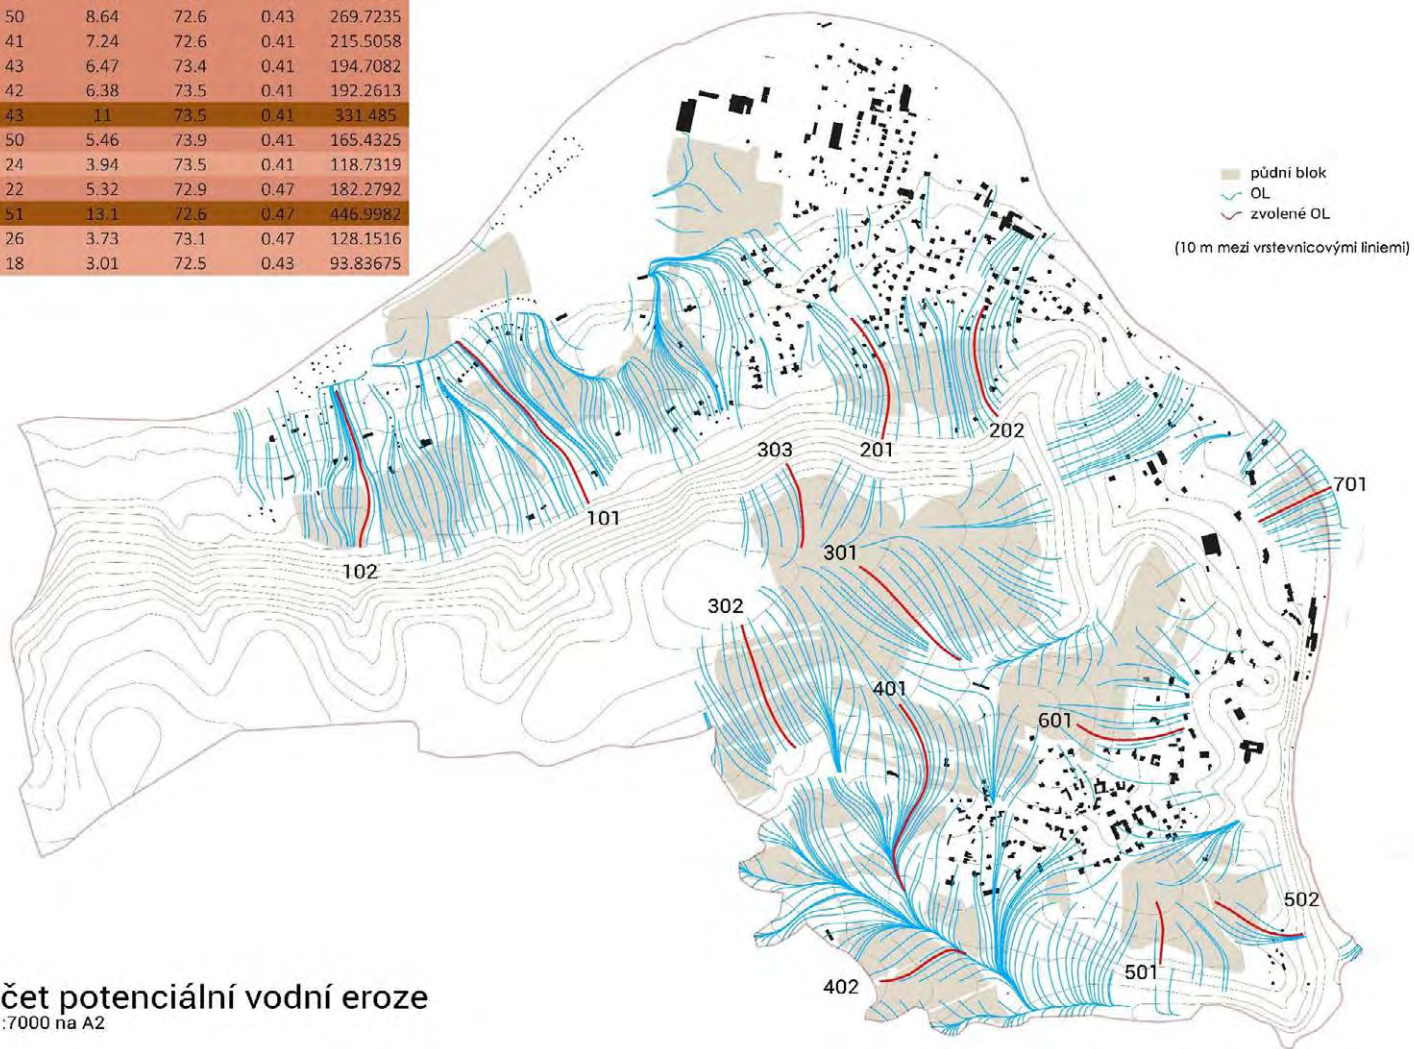 50 8.64 72.6 0.43 269.7235
41 7.24 72.6 0.41 215.5058
43 6.47 73.4 0.41 194.7082
42 6.38 73.5 0.41 192.2613
43 11 73.5 0.41 331.485
50 5.46 73.9 0.41 165.4325
24 3.94 73.5 0.41 118.7319
22 5.32 72.9 0.47 182.2792
51 13.1 72.6 0.47 446.9982
26 3.73 73.1 0.47 128.1516
18 3.01 72.5 0.43 93.83675
půdní blok
OL
zvolené OL
(10 m mezi vrstevnicovými liniemi)
202
303
201
701
101
301
102
302
401
601
502
501
402
čet potenciální vodní eroze
:7000 na A2